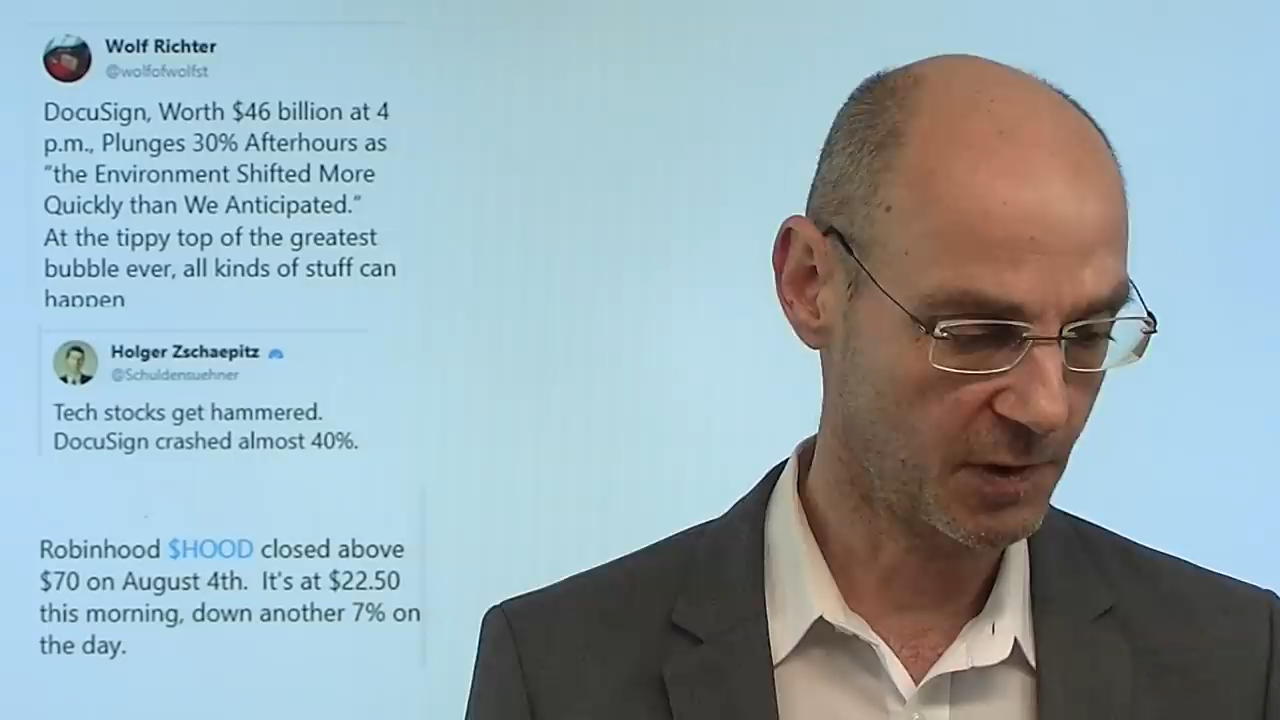 Wolf Richter
@wolfofwolfst
DocuSign, Worth $46 billion at 4
p.m., Plunges 30% Afterhours as
“the Environment Shifted More
Quickly than We Anticipated.”
At the tippy top of the greatest
bubble ever, all kinds of stuff can
happen
Holger Zschaepitz
@Schuldensuehner
Tech stocks get hammered.
DocuSign crashed almost 40%.
Robinhood $HOOD closed above
$70 on August 4th. It's at $22.50
this morning, down another 7% on
the day.